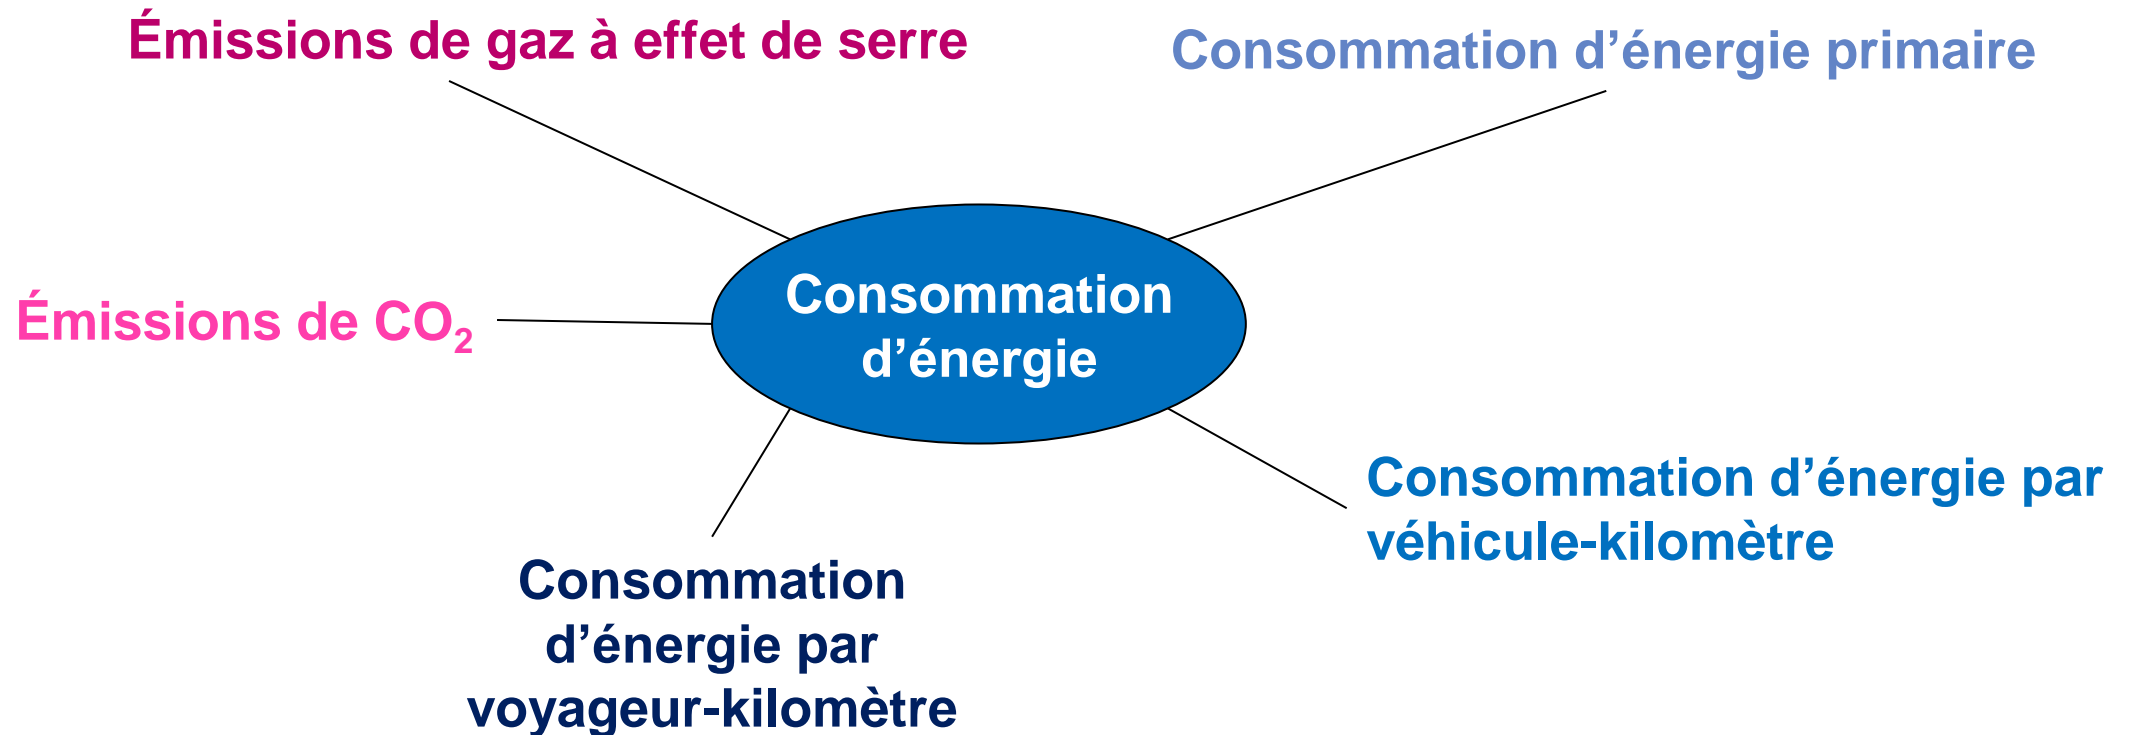 Émissions de gaz à effet de serre
Consommation d’énergie primaire
Émissions de CO₂
Consommation
d’énergie
Consommation d’énergie par
véhicule-kilomètre
Consommation
d’énergie par
voyageur-kilomètre